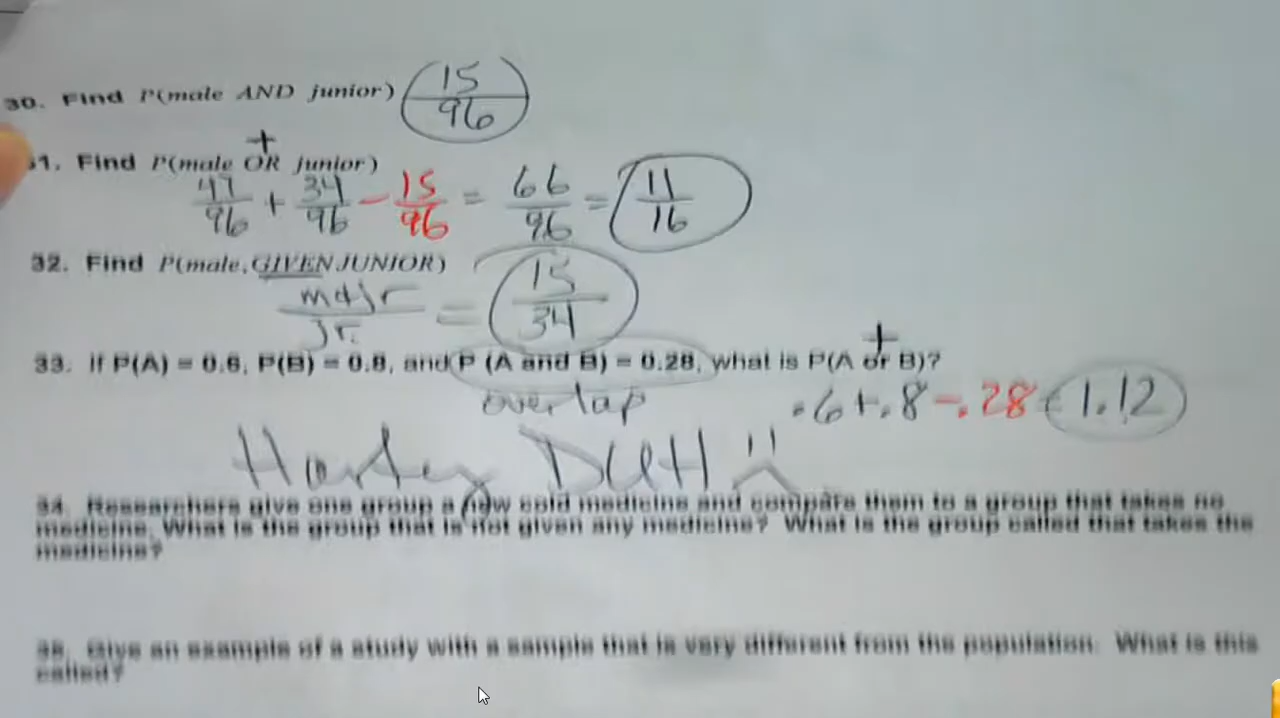 30. Find P(male AND junior) 15/96
+
31. Find P(male OR junior)
47/96 + 34/96 - 15/96 = 66/96 = 11/16
32. Find P(male, GIVEN JUNIOR)
m&jr/jr. = 15/34
+
33. If P(A) = 0.6, P(B) = 0.8, and P (A and B) = 0.28, what is P(A or B)?
overlap .6+.8-.28=1.12
34. Researchers give one group a new cold medicine and compare them to a group that takes no
medicine. What is the group that is not given any medicine? What is the group called that takes the
medicine?
35. Give an example of a study with a sample that is very different from the population. What is this
called?